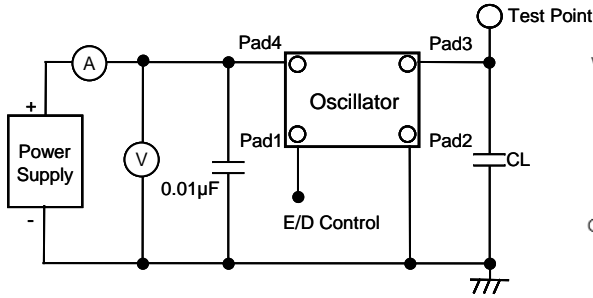 Test Point
Pad4
Pad3
A
Oscillator
+
Power
Supply
V
Pad1
Pad2
CL
0.01µF
-
E/D Control